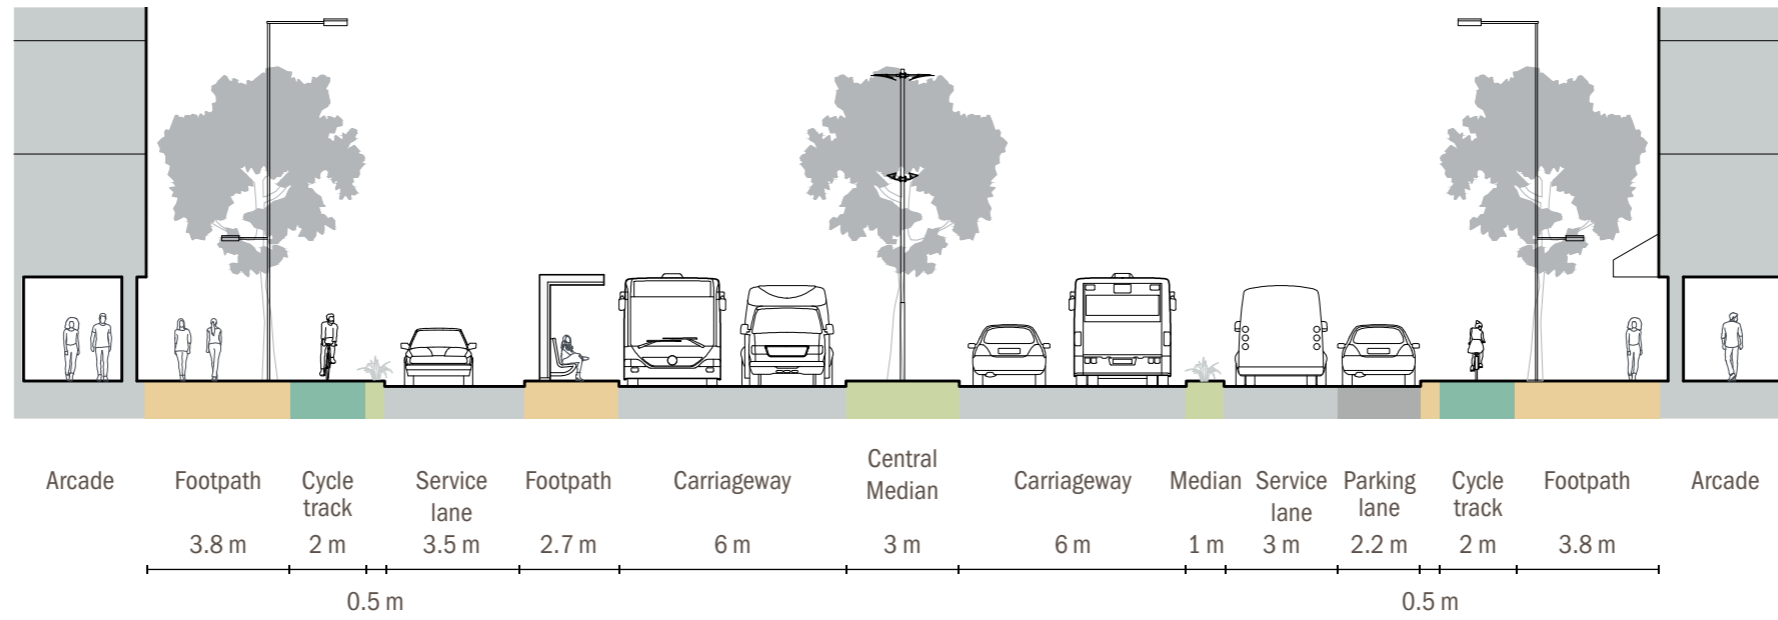 Arcade
Footpath
3.8 m
Cycle
track
2 m
0.5 m
Service
lane
3.5 m
Footpath
2.7 m
Carriageway
6 m
Central
Median
3 m
Carriageway
6 m
Median
1 m
Service
lane
3 m
Parking
lane
2.2 m
0.5 m
Cycle
track
2 m
Footpath
3.8 m
Arcade